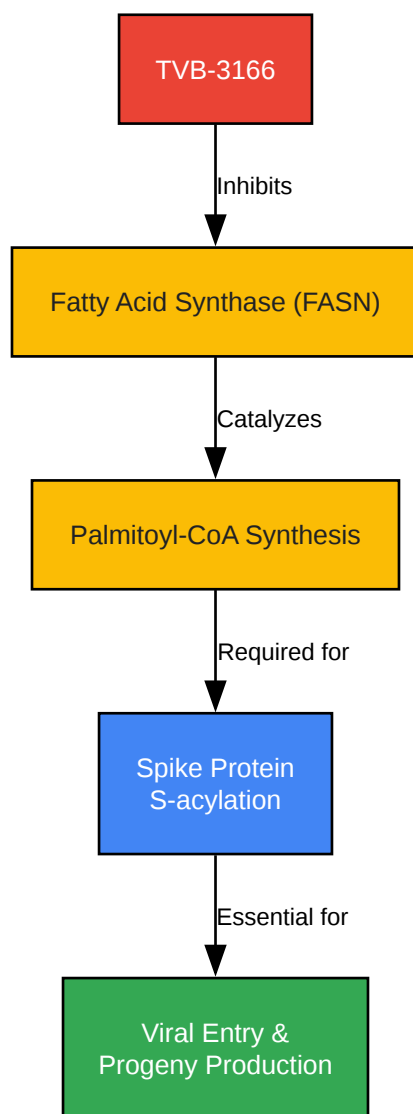 TVB-3166
Inhibits
Fatty Acid Synthase (FASN)
Catalyzes
Palmitoyl-CoA Synthesis
Required for
Spike Protein
S-acylation
Essential for
Viral Entry &
Progeny Production